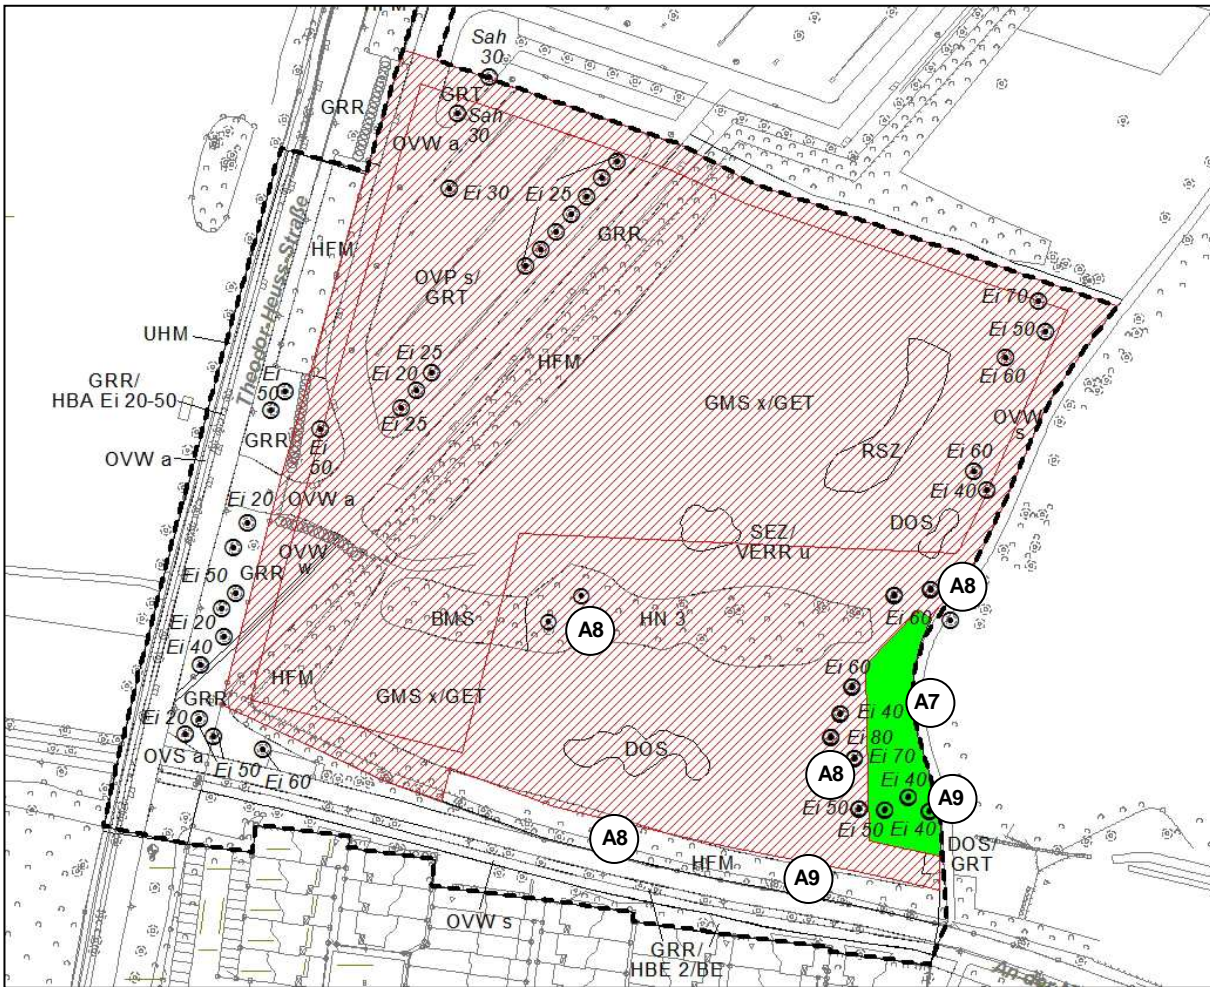 HFM
Sah
30
GRT
GRR
Sah
30
OVW a
Ei 30
Ei 25
GRR
Theodor-Heuss-Straße
HFM
OVP s/
GRT
Ei 70
UHM
Ei 50
HFM
Ei 60
Ei 25
Ei 20
GRR/
HBA Ei 20-50
Ei
50
GMS x/GET
OVW
s
Ei 25
GRR
Ei
50
RSZ
OVW a
Ei 60
Ei 40
OVW a
Ei 20
DOS
SEZ/
VERR u
OVW
w
Ei 50
GRR
A8
Ei 20
BMS
HN 3
Ei 60
A8
Ei 40
HFM
Ei 60
GRR
GMS x/GET
A7
Ei 40
Ei 20
Ei 80
OVS a
DOS
Ei 70
Ei 50
Ei 60
A8
Ei 40
A9
Ei 50
Ei 50
Ei 40
A8
DOS/
GRT
HFM
A9
OVW s
GRR/
HBE 2/BE
An der